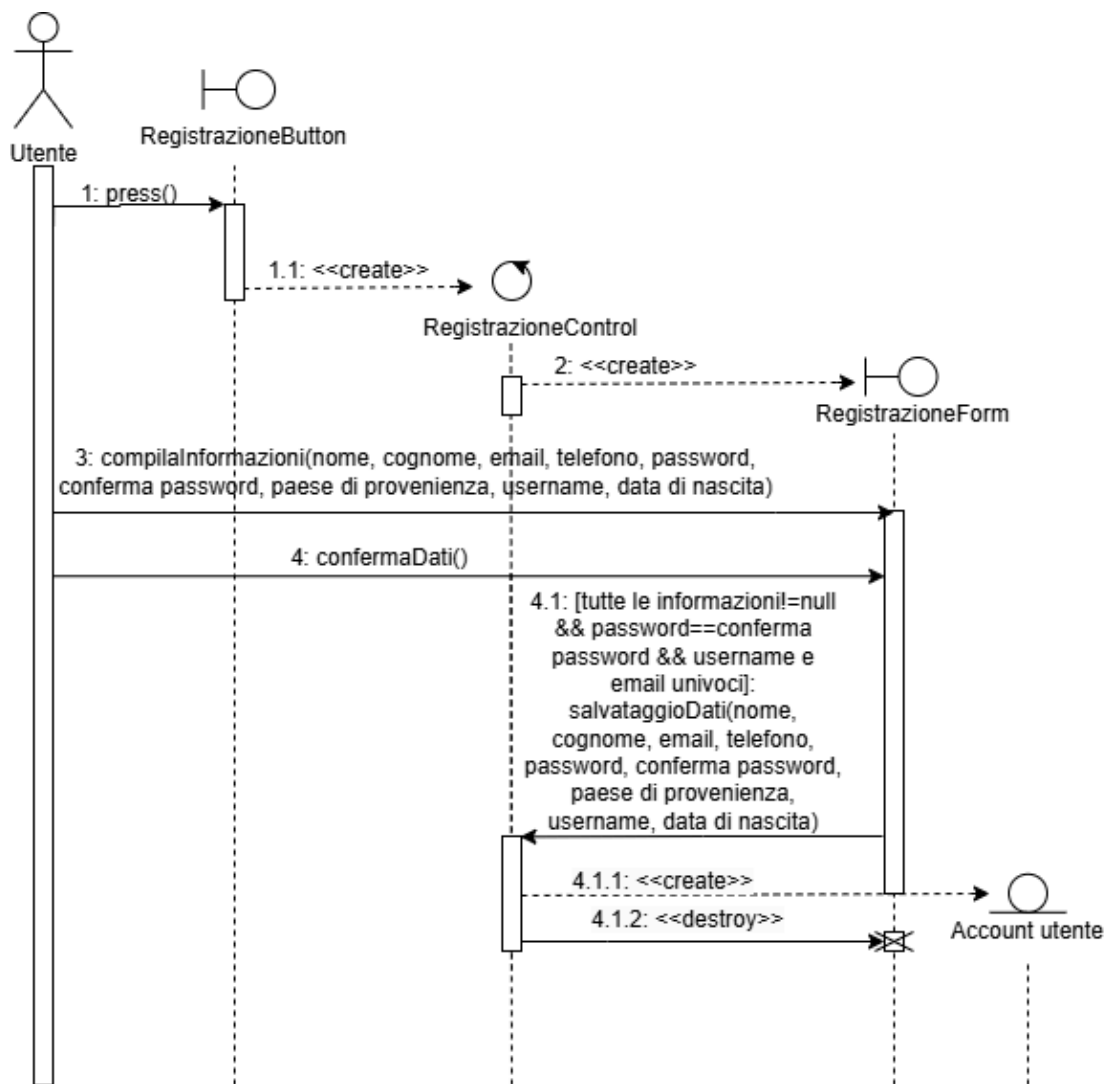 Utente
RegistrazioneButton
1: press()
1.1: <<create>>
RegistrazioneControl
2: <<create>>
RegistrazioneForm
3: compilaInformazioni(nome, cognome, email, telefono, password,
conferma password, paese di provenienza, username, data di nascita)
4: confermaDati()
4.1: [tutte le informazioni!=null
&& password==conferma
password && username e
email univoci]:
salvataggioDati(nome,
cognome, email, telefono,
password, conferma password,
paese di provenienza,
username, data di nascita)
4.1.1: <<create>>
4.1.2: <<destroy>>
Account utente